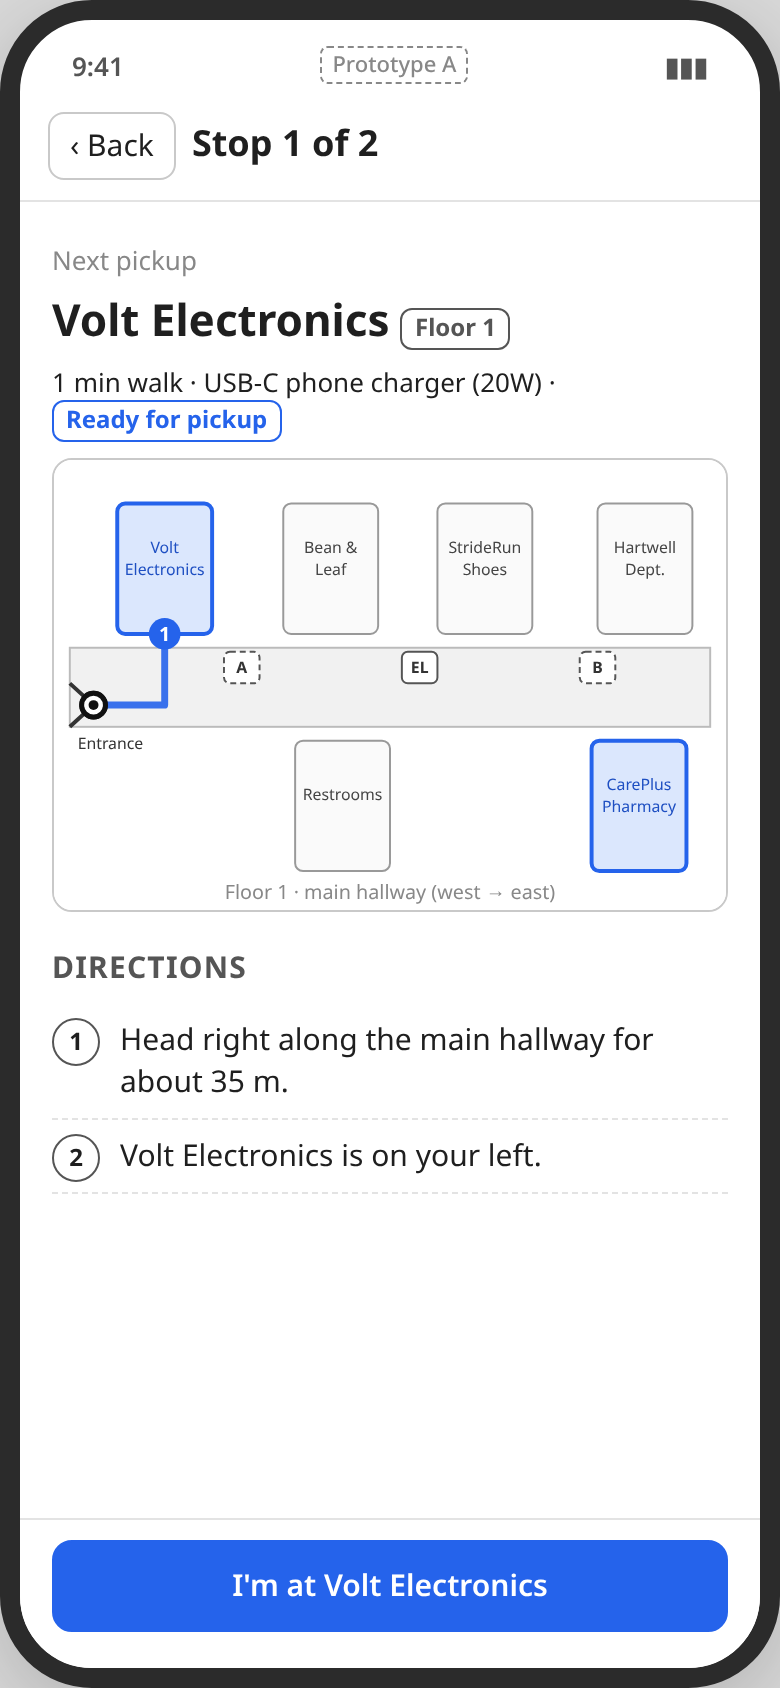 9:41
Prototype A
‹ Back
Stop 1 of 2
Next pickup
Volt Electronics
Floor 1
1 min walk · USB-C phone charger (20W) ·
Ready for pickup
Volt
Electronics
Bean &
Leaf
StrideRun
Shoes
Hartwell
Dept.
1
A
EL
B
Entrance
Restrooms
CarePlus
Pharmacy
Floor 1 · main hallway (west → east)
DIRECTIONS
1
Head right along the main hallway for
about 35 m.
2
Volt Electronics is on your left.
I'm at Volt Electronics